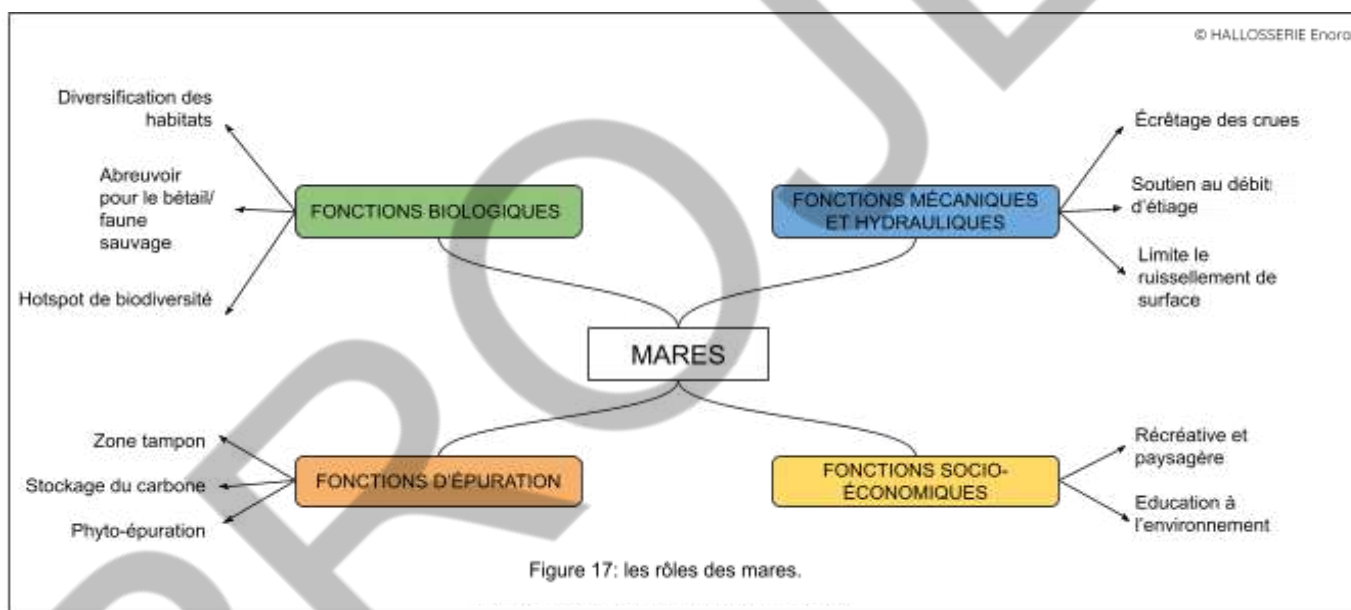 © HALLOSSERIE Enora
Diversification des
habitats
Abreuvoir
pour le bétail/
faune
sauvage
Hotspot de biodiversité
FONCTIONS BIOLOGIQUES
FONCTIONS MÉCANIQUES
ET HYDRAULIQUES
Écrêtage des crues
Soutien au débit
d'étiage
Limite le
ruissellement de
surface
MARES
Zone tampon
Stockage du carbone
Phyto-épuration
FONCTIONS D'ÉPURATION
FONCTIONS SOCIO-
ÉCONOMIQUES
Récréative et
paysagère
Education à
l'environnement
Figure 17: les rôles des mares.